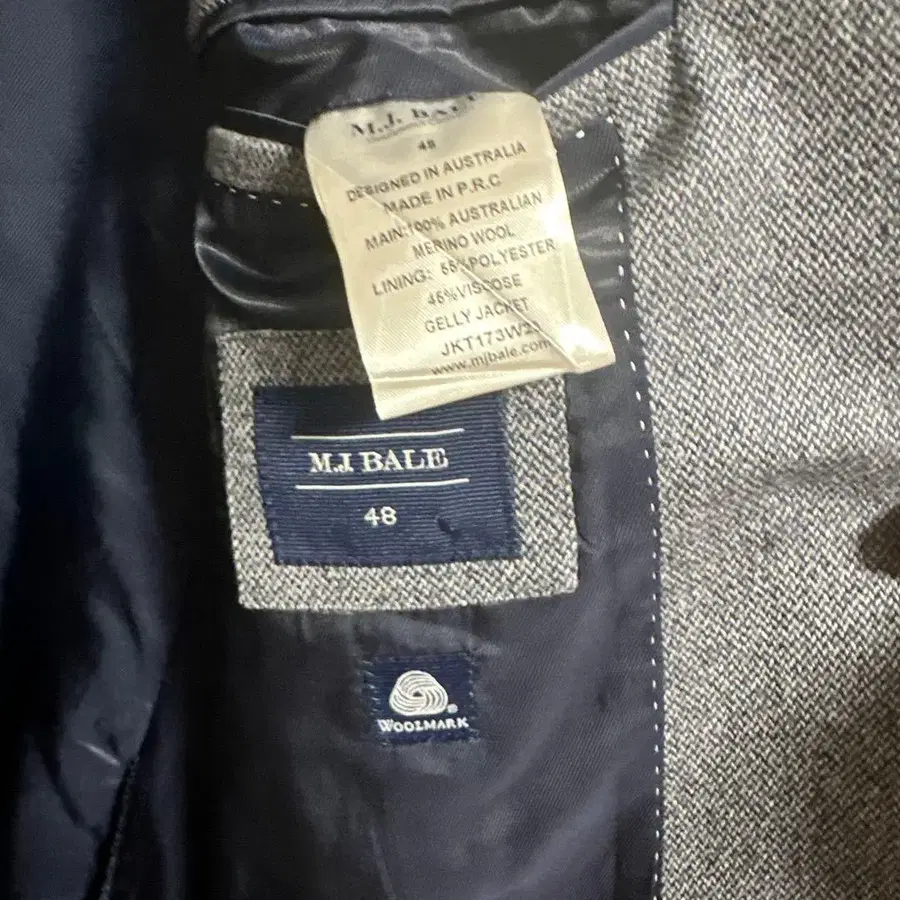 M.J. BALE
48
DESIGNED IN AUSTRALIA
MADE IN P.R.C
MAIN:100% AUSTRALIAN
MERINO WOOL
LINING: 55%POLYESTER
45%VISCOSE
GELLY JACKET
www.mjbale.com
M.J. BALE
48
WOOLMARK